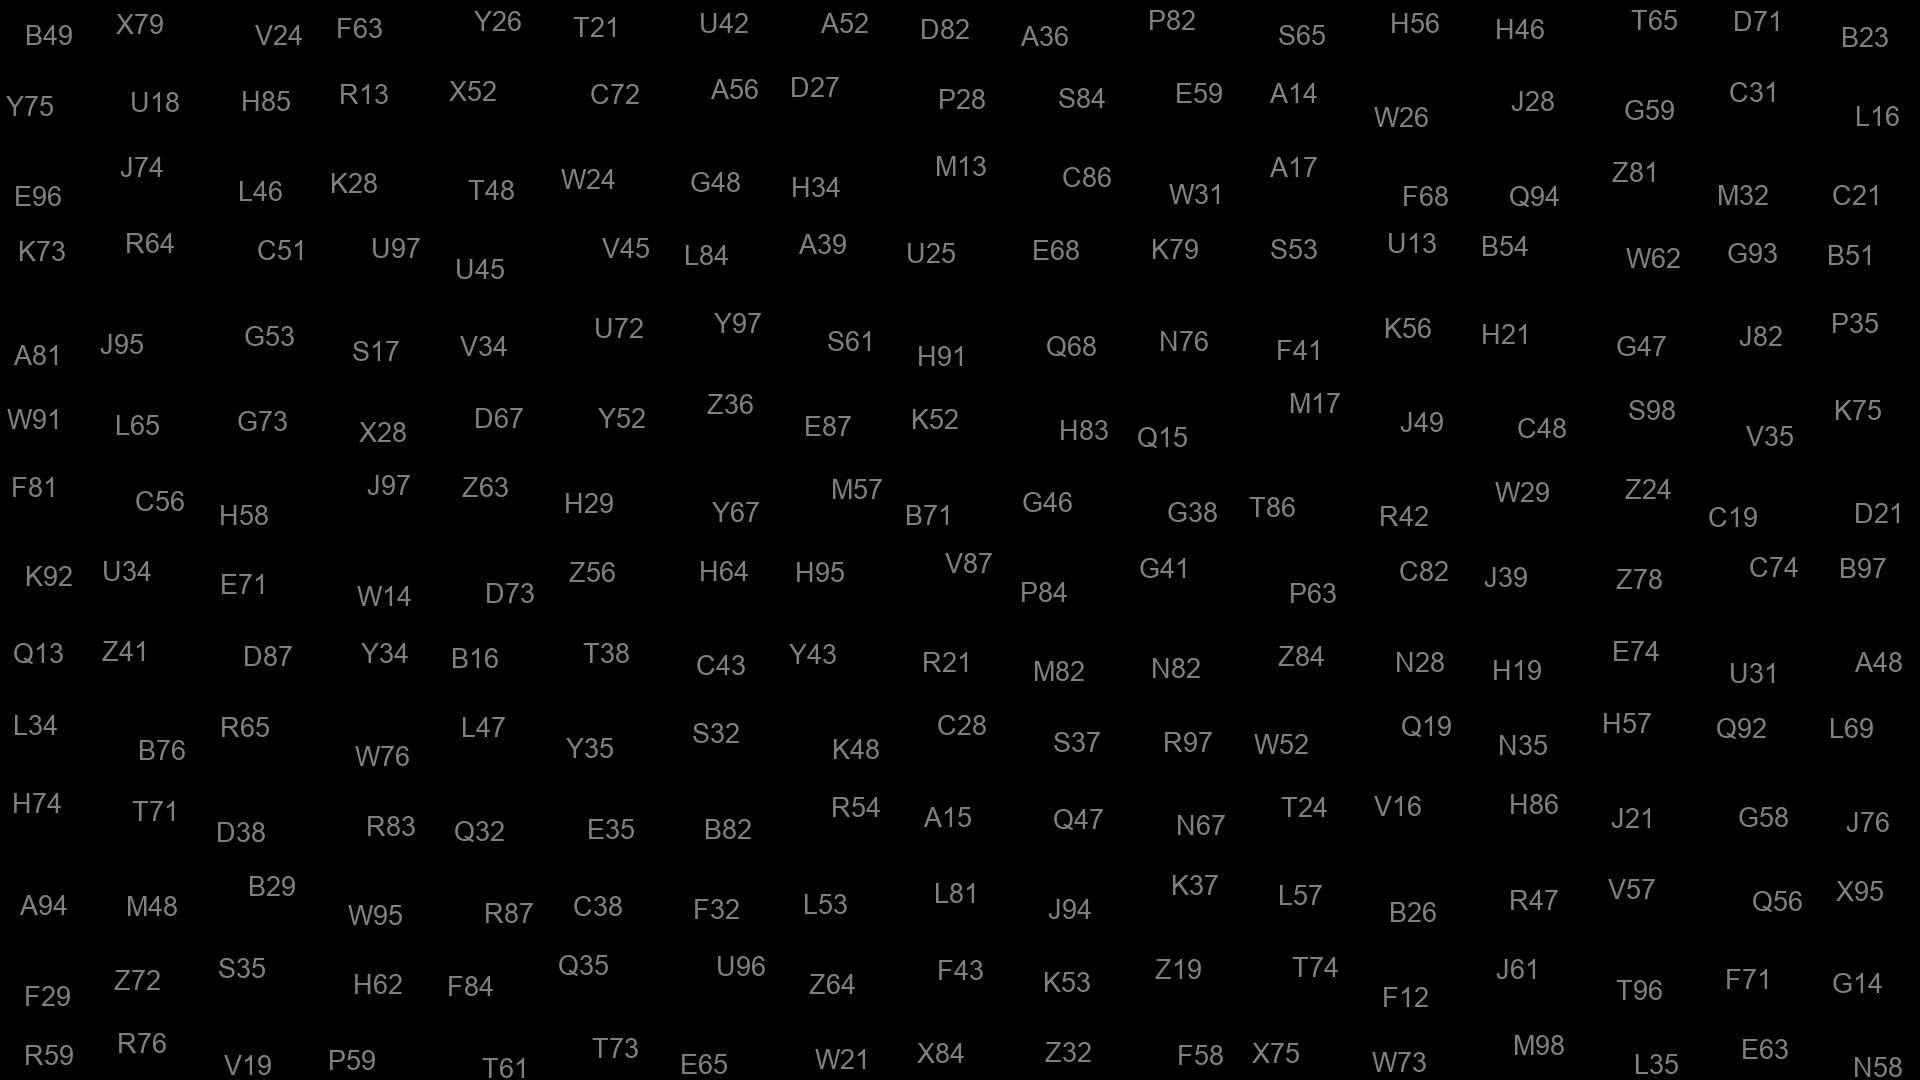 B49 X79 V24 F63 Y26 T21 U42 A52 D82 A36 P82 S65 H56 H46 T65 D71 B23
Y75 U18 H85 R13 X52 C72 A56 D27 P28 S84 E59 A14 W26 J28 G59 C31 L16
E96 J74 L46 K28 T48 W24 G48 H34 M13 C86 W31 A17 F68 Q94 Z81 M32 C21
K73 R64 C51 U97 U45 V45 L84 A39 U25 E68 K79 S53 U13 B54 W62 G93 B51
A81 J95 G53 S17 V34 U72 Y97 S61 H91 Q68 N76 F41 K56 H21 G47 J82 P35
W91 L65 G73 X28 D67 Y52 Z36 E87 K52 H83 Q15 M17 J49 C48 S98 V35 K75
F81 C56 H58 J97 Z63 H29 Y67 M57 B71 G46 G38 T86 R42 W29 Z24 C19 D21
K92 U34 E71 W14 D73 Z56 H64 H95 V87 P84 G41 P63 C82 J39 Z78 C74 B97
Q13 Z41 D87 Y34 B16 T38 C43 Y43 R21 M82 N82 Z84 N28 H19 E74 U31 A48
L34 B76 R65 W76 L47 Y35 S32 K48 C28 S37 R97 W52 Q19 N35 H57 Q92 L69
H74 T71 D38 R83 Q32 E35 B82 R54 A15 Q47 N67 T24 V16 H86 J21 G58 J76
A94 M48 B29 W95 R87 C38 F32 L53 L81 J94 K37 L57 B26 R47 V57 Q56 X95
F29 Z72 S35 H62 F84 Q35 U96 Z64 F43 K53 Z19 T74 F12 J61 T96 F71 G14
R59 R76 V19 P59 T61 T73 E65 W21 X84 Z32 F58 X75 W73 M98 L35 E63 N58